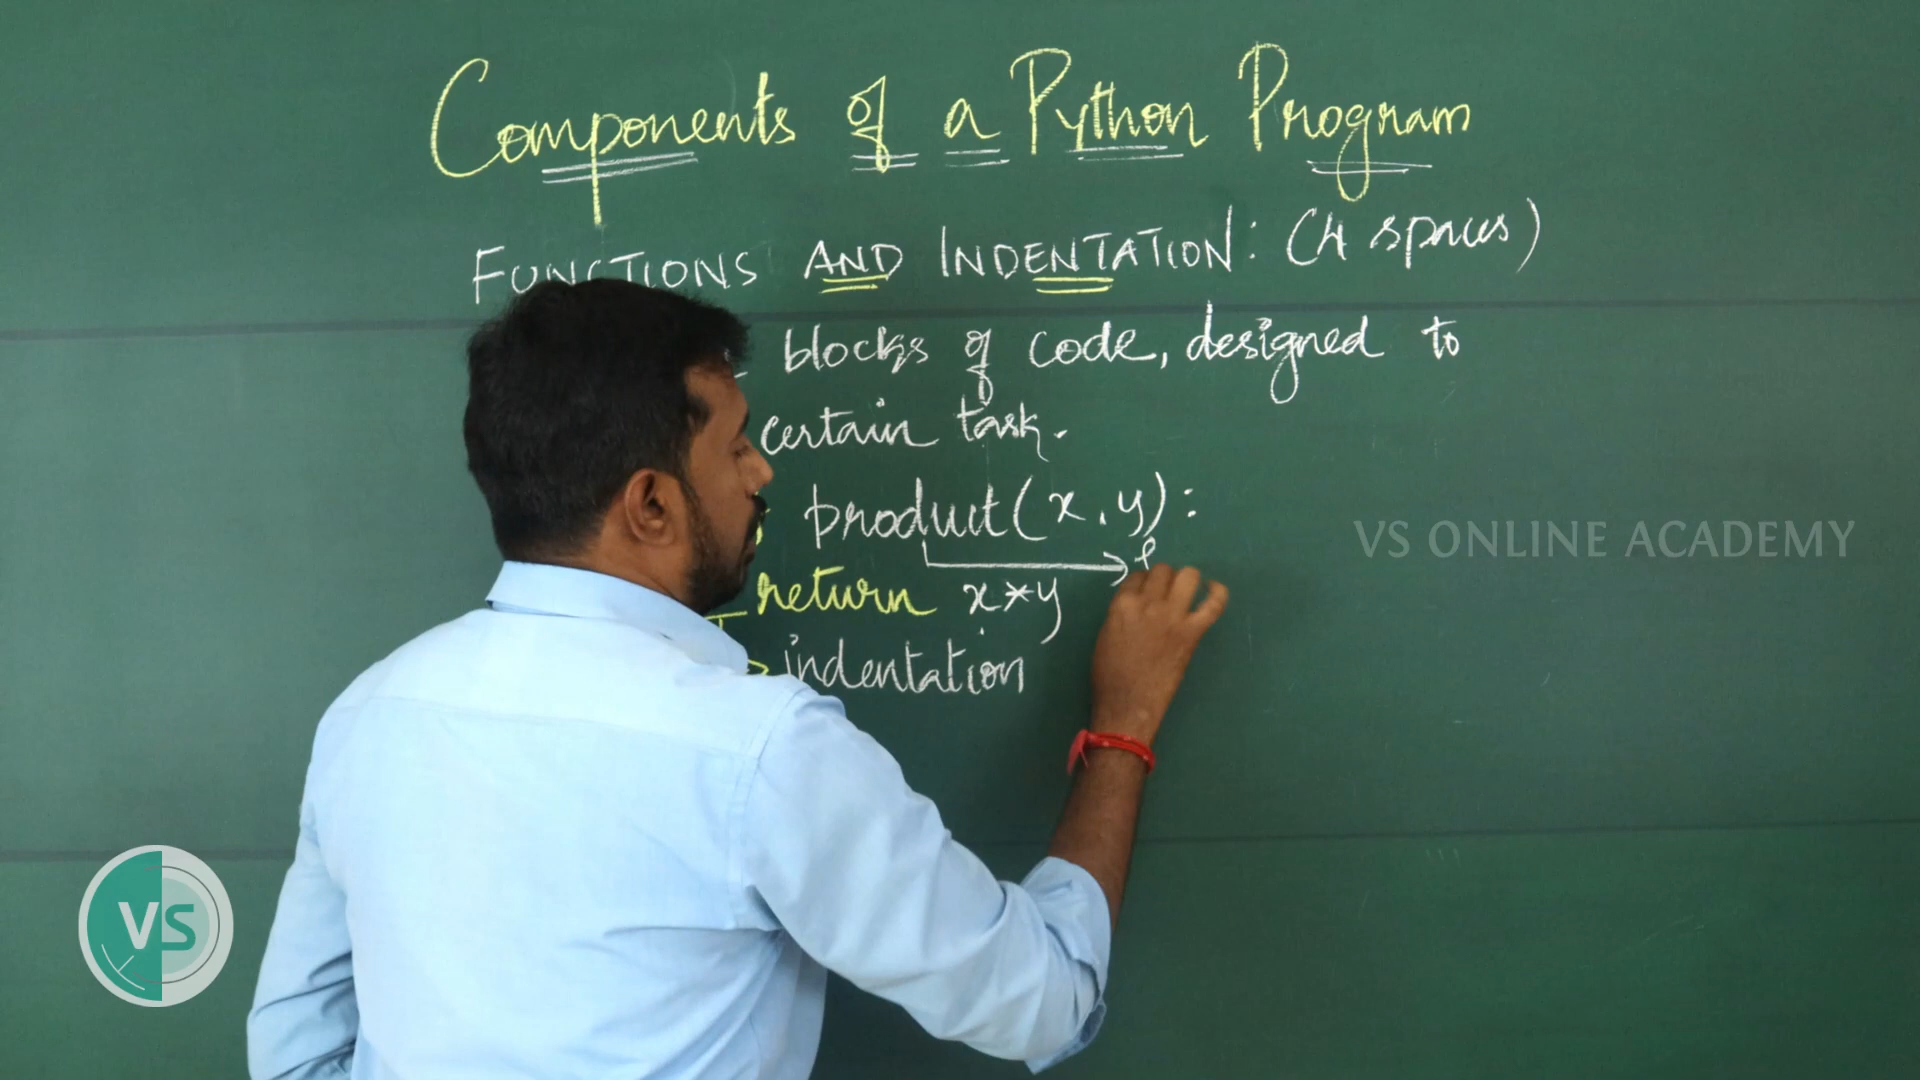 Components of a Python Program
FUNCTIONS AND INDENTATION: (4 spaces)
blocks of code, designed to
certain task.
product(x,y):
return x*y
indentation
VS ONLINE ACADEMY
VS